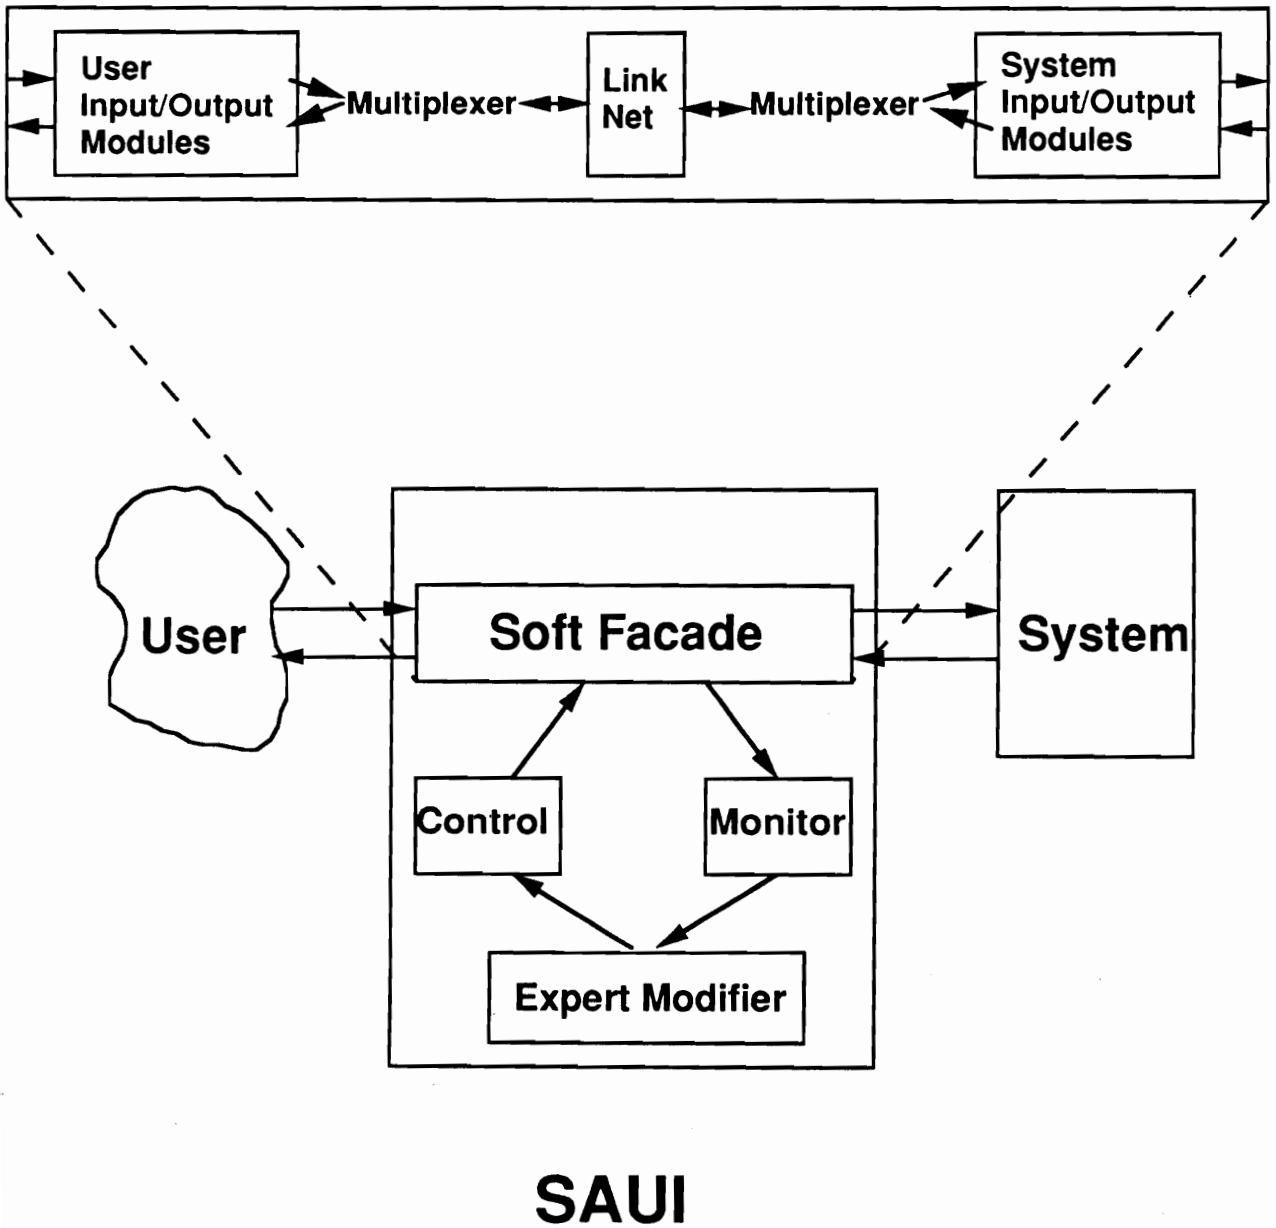 User
Input/Output
Modules
Multiplexer
Link
Net
Multiplexer
System
Input/Output
Modules
User
Soft Facade
System
Control
Monitor
Expert Modifier
SAUI